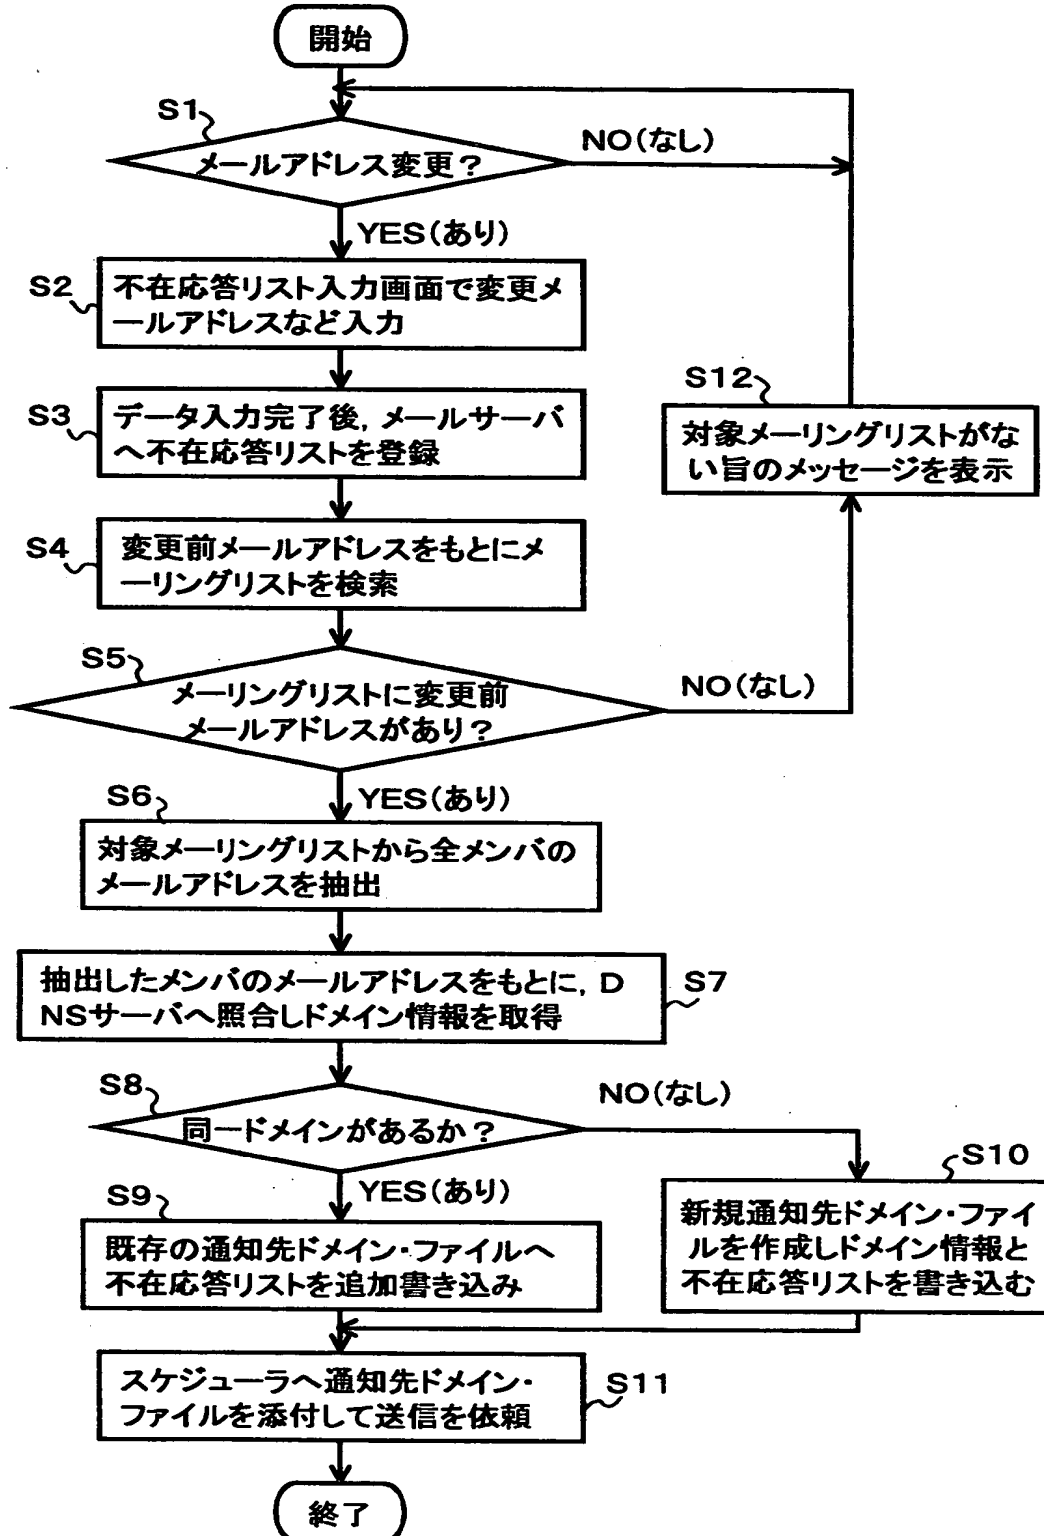 開始
S1
メールアドレス変更？
NO(なし)
YES(あり)
S2
不在応答リスト入力画面で変更メ
ールアドレスなど入力
S3
データ入力完了後，メールサーバ
へ不在応答リストを登録
S12
対象メーリングリストがな
い旨のメッセージを表示
S4
変更前メールアドレスをもとにメ
ーリングリストを検索
S5
メーリングリストに変更前
メールアドレスがあり？
NO(なし)
YES(あり)
S6
対象メーリングリストから全メンバの
メールアドレスを抽出
抽出したメンバのメールアドレスをもとに，D
NSサーバへ照合しドメイン情報を取得
S7
S8
同一ドメインがあるか？
NO(なし)
YES(あり)
S9
既存の通知先ドメイン・ファイルへ
不在応答リストを追加書き込み
S10
新規通知先ドメイン・ファイ
ルを作成しドメイン情報と
不在応答リストを書き込む
スケジューラへ通知先ドメイン・
ファイルを添付して送信を依頼
S11
終了